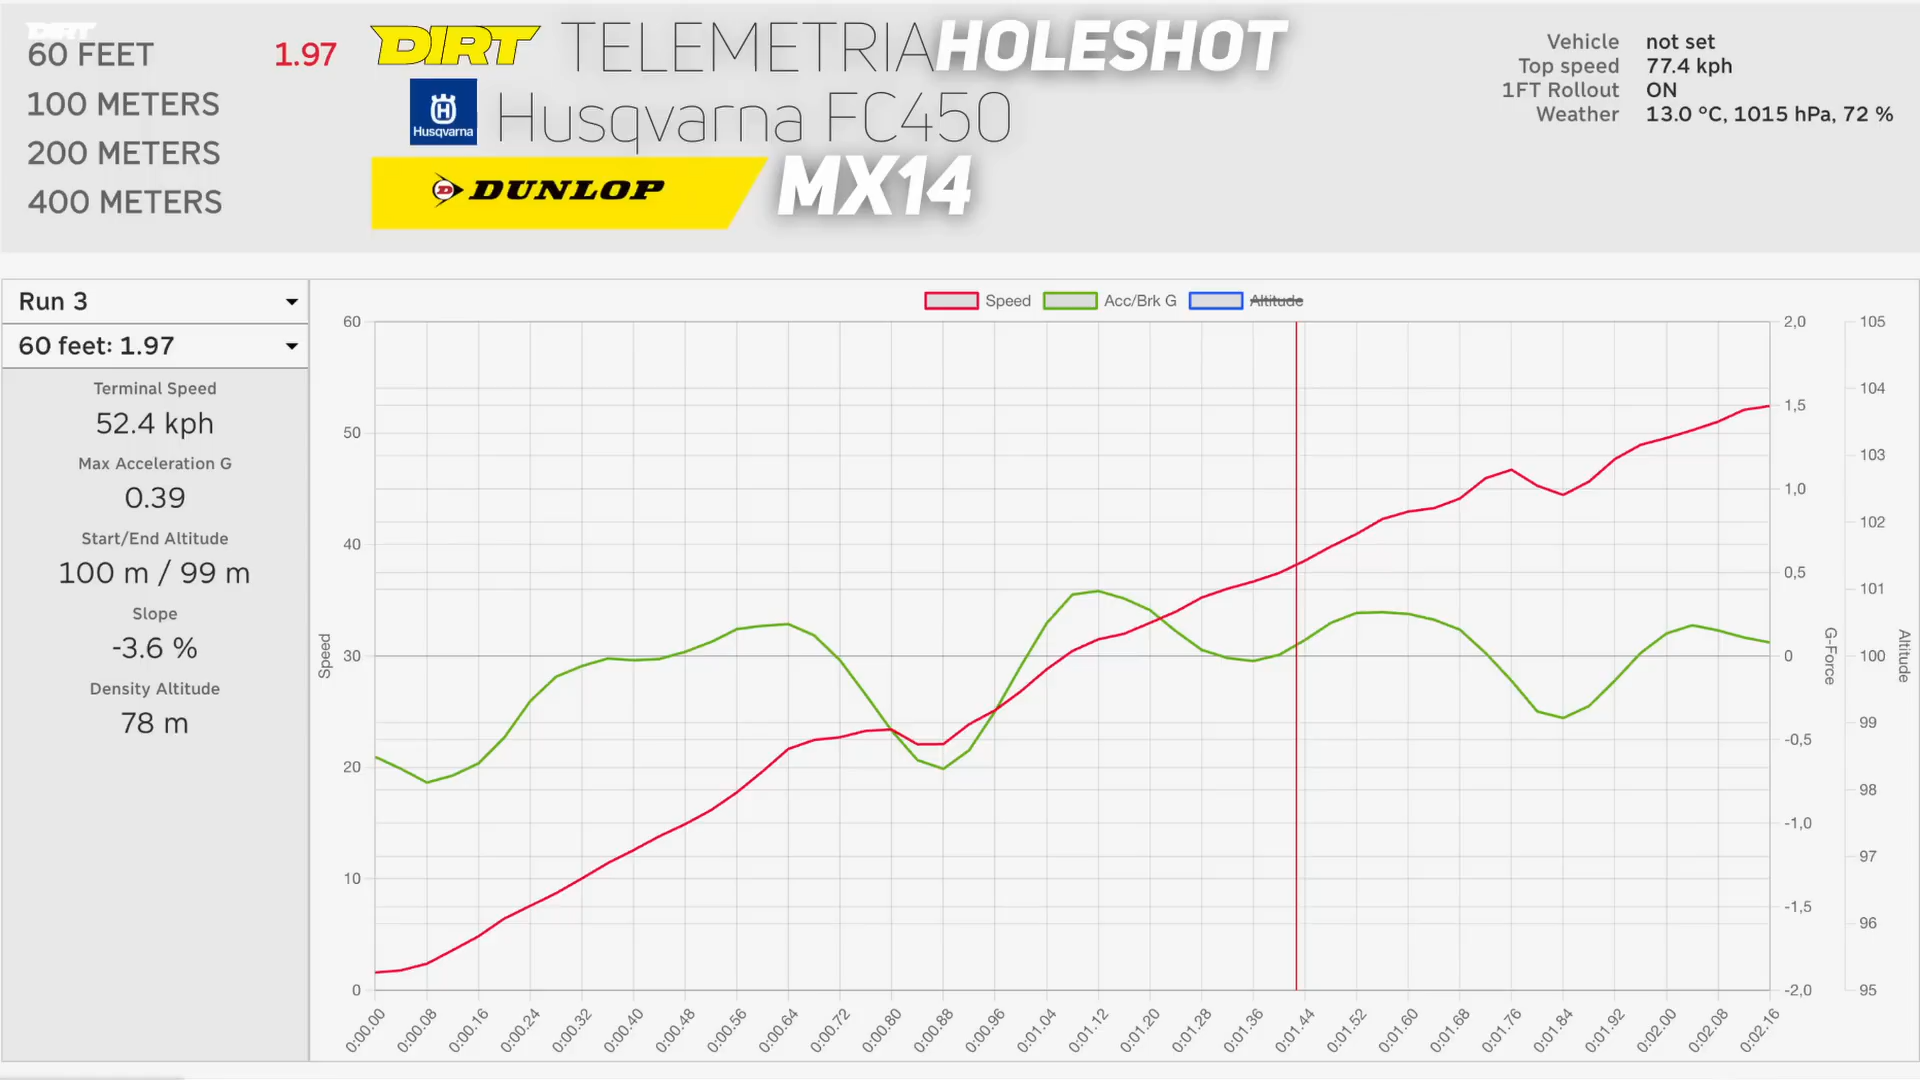 DIRT
60 FEET 1.97
100 METERS
200 METERS
400 METERS
DIRT TELEMETRIA HOLESHOT
Husqvarna
Husqvarna FC450
D DUNLOP MX14
Vehicle not set
Top speed 77.4 kph
1FT Rollout ON
Weather 13.0 ºC, 1015 hPa, 72 %
Run 3
60 feet: 1.97
Terminal Speed
52.4 kph
Max Acceleration G
0.39
Start/End Altitude
100 m / 99 m
Slope
-3.6 %
Density Altitude
78 m
Speed Acc/Brk G Altitude
Speed
60
50
40
30
20
10
0
2,0
1,5
1,0
0,5
0
-0,5
-1,0
-1,5
-2,0
G-Force
105
104
103
102
101
100
99
98
97
96
95
Altitude
0:00.00
0:00.08
0:00.16
0:00.24
0:00.32
0:00.40
0:00.48
0:00.56
0:00.64
0:00.72
0:00.80
0:00.88
0:00.96
0:01.04
0:01.12
0:01.20
0:01.28
0:01.36
0:01.44
0:01.52
0:01.60
0:01.68
0:01.76
0:01.84
0:01.92
0:02.00
0:02.08
0:02.16